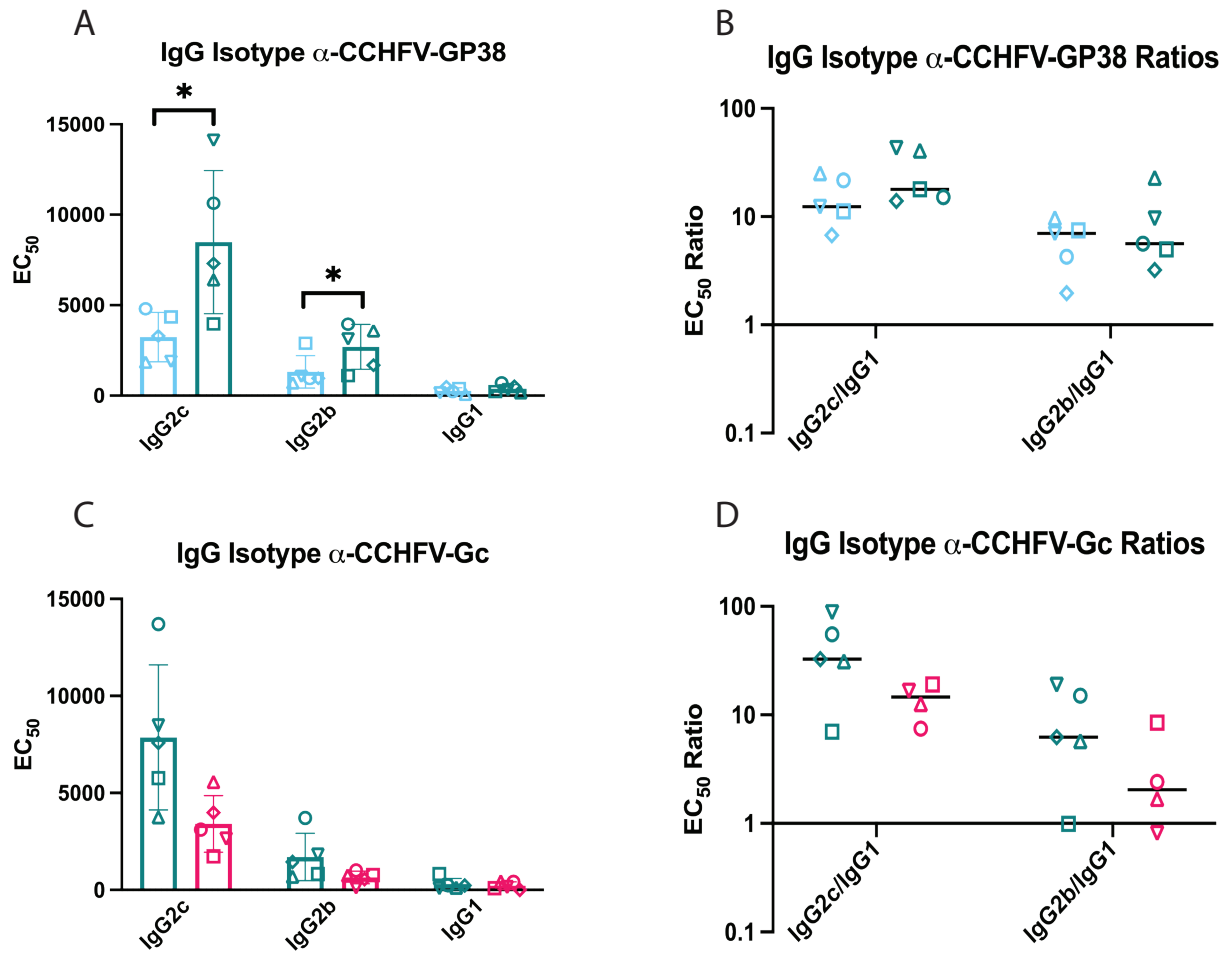 A
IgG Isotype α-CCHFV-GP38
*
*
15000
10000
5000
0
EC50
IgG2c
IgG2b
IgG1
B
IgG Isotype α-CCHFV-GP38 Ratios
100
10
1
0.1
EC50 Ratio
IgG2c/IgG1
IgG2b/IgG1
C
IgG Isotype α-CCHFV-Gc
15000
10000
5000
0
EC50
IgG2c
IgG2b
IgG1
D
IgG Isotype α-CCHFV-Gc Ratios
100
10
1
0.1
EC50 Ratio
IgG2c/IgG1
IgG2b/IgG1